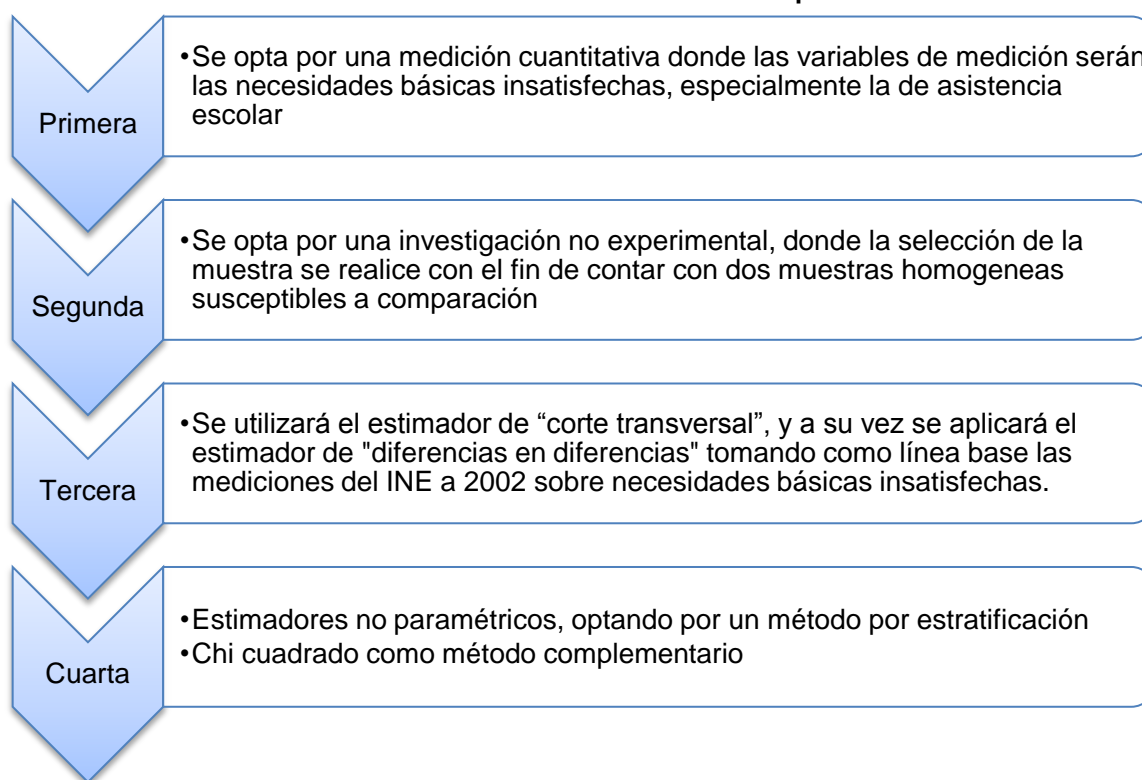 Primera
•Se opta por una medición cuantitativa donde las variables de medición serán
las necesidades básicas insatisfechas, especialmente la de asistencia
escolar
Segunda
•Se opta por una investigación no experimental, donde la selección de la
muestra se realice con el fin de contar con dos muestras homogeneas
susceptibles a comparación
Tercera
•Se utilizará el estimador de “corte transversal”, y a su vez se aplicará el
estimador de "diferencias en diferencias" tomando como línea base las
mediciones del INE a 2002 sobre necesidades básicas insatisfechas.
Cuarta
•Estimadores no paramétricos, optando por un método por estratificación
•Chi cuadrado como método complementario